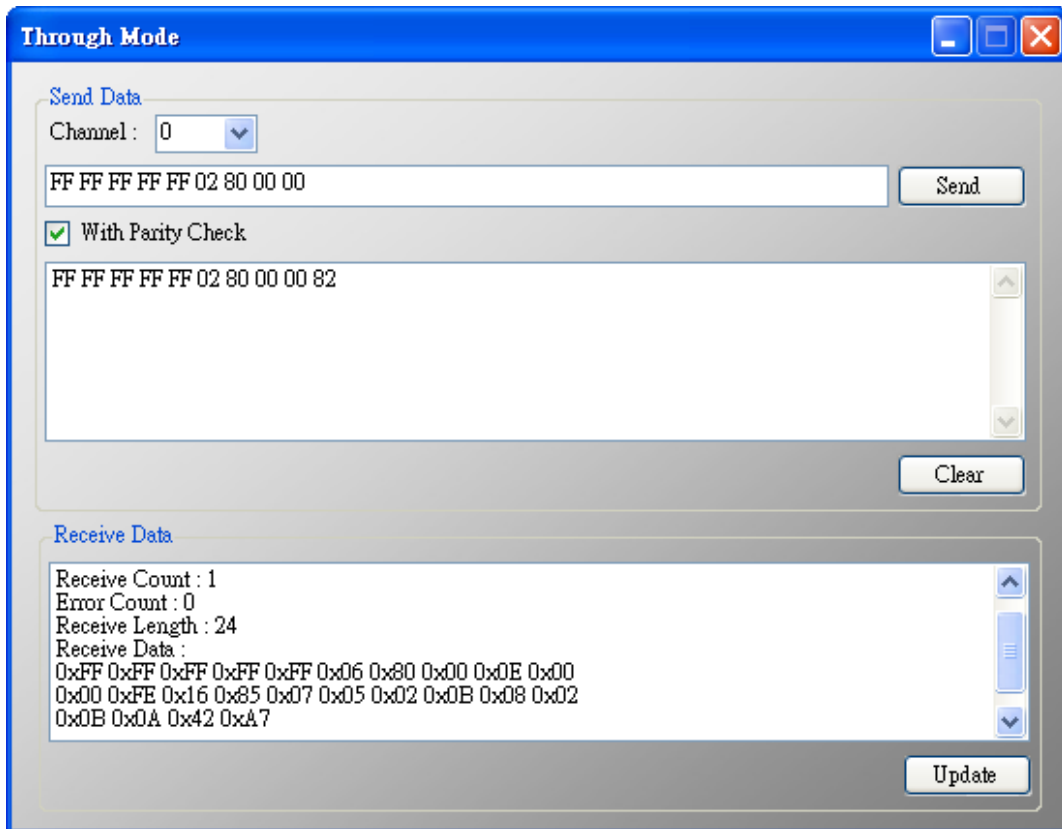 Through Mode
Send Data
Channel : 0
FF FF FF FF FF 02 80 00 00
Send
With Parity Check
FF FF FF FF FF 02 80 00 00 82
Clear
Receive Data
Receive Count : 1
Error Count : 0
Receive Length : 24
Receive Data :
0xFF 0xFF 0xFF 0xFF 0xFF 0x06 0x80 0x00 0x0E 0x00
0x00 0xFE 0x16 0x85 0x07 0x05 0x02 0x0B 0x08 0x02
0x0B 0x0A 0x42 0xA7
Update